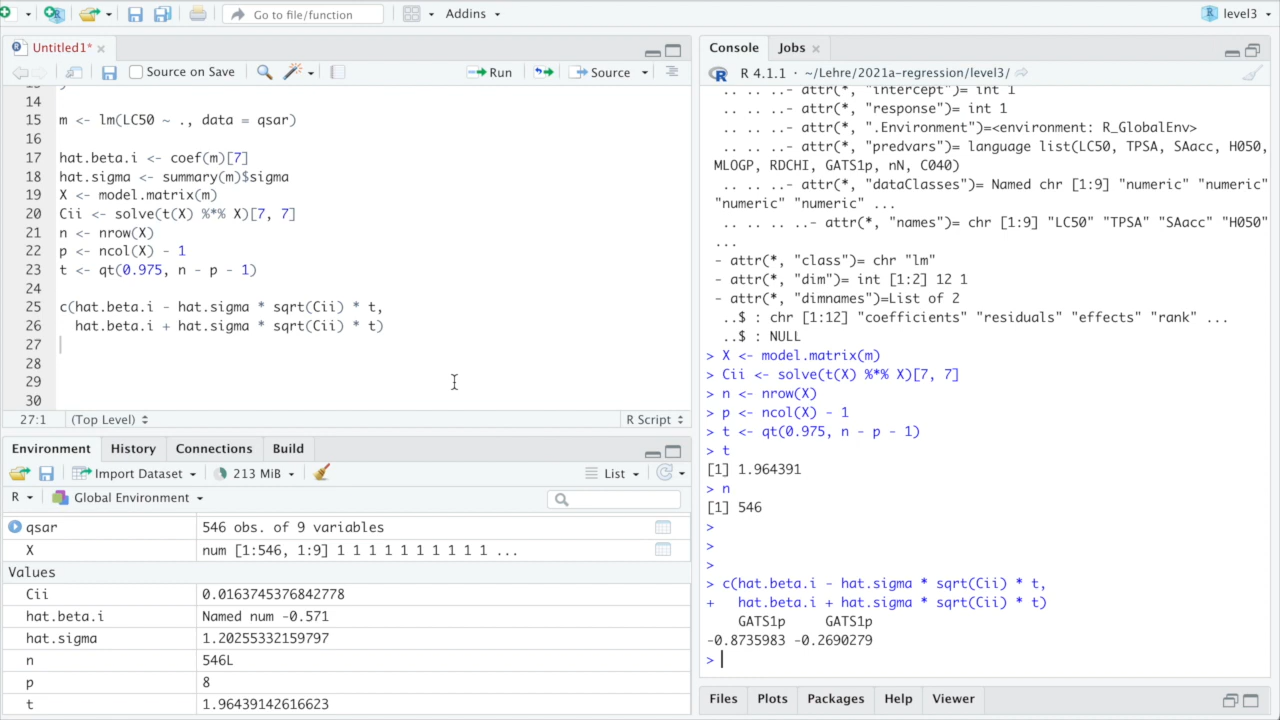 Go to file/function
Addins
level3
Untitled1*
Source on Save
Run
Source
14
15 m <- lm(LC50 ~ ., data = qsar)
16
17 hat.beta.i <- coef(m)[7]
18 hat.sigma <- summary(m)$sigma
19 X <- model.matrix(m)
20 Cii <- solve(t(X) %*% X)[7, 7]
21 n <- nrow(X)
22 p <- ncol(X) - 1
23 t <- qt(0.975, n - p - 1)
24
25 c(hat.beta.i - hat.sigma * sqrt(Cii) * t,
26 hat.beta.i + hat.sigma * sqrt(Cii) * t)
27
28
29
30
27:1 (Top Level) R Script
Environment History Connections Build
Import Dataset 213 MiB List
R Global Environment
qsar 546 obs. of 9 variables
X num [1:546, 1:9] 1 1 1 1 1 1 1 1 1 1 ...
Values
Cii 0.0163745376842778
hat.beta.i Named num -0.571
hat.sigma 1.20255332159797
n 546L
p 8
t 1.96439142616623
Console Jobs
R 4.1.1 · ~/Lehre/2021a-regression/level3/
.. .. ..- attr(*, "intercept")= int 1
.. .. ..- attr(*, "response")= int 1
.. .. ..- attr(*, ".Environment")=<environment: R_GlobalEnv>
.. .. ..- attr(*, "predvars")= language list(LC50, TPSA, SAacc, H050,
MLOGP, RDCHI, GATS1p, nN, C040)
.. .. ..- attr(*, "dataClasses")= Named chr [1:9] "numeric" "numeric"
"numeric" "numeric" ...
.. .. .. ..- attr(*, "names")= chr [1:9] "LC50" "TPSA" "SAacc" "H050"
...
- attr(*, "class")= chr "lm"
- attr(*, "dim")= int [1:2] 12 1
- attr(*, "dimnames")=List of 2
..$ : chr [1:12] "coefficients" "residuals" "effects" "rank" ...
..$ : NULL
> X <- model.matrix(m)
> Cii <- solve(t(X) %*% X)[7, 7]
> n <- nrow(X)
> p <- ncol(X) - 1
> t <- qt(0.975, n - p - 1)
> t
[1] 1.964391
> n
[1] 546
>
>
>
> c(hat.beta.i - hat.sigma * sqrt(Cii) * t,
+ hat.beta.i + hat.sigma * sqrt(Cii) * t)
GATS1p GATS1p
-0.8735983 -0.2690279
>
Files Plots Packages Help Viewer